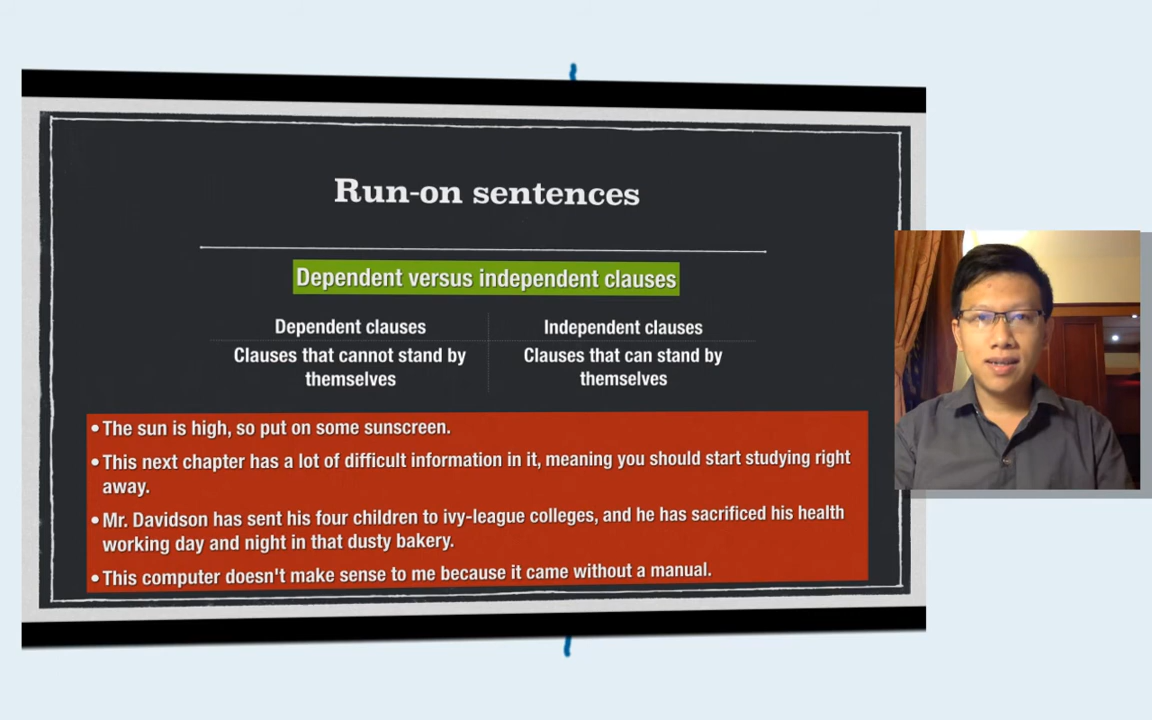 Run-on sentences
Dependent versus independent clauses
Dependent clauses
Independent clauses
Clauses that cannot stand by
themselves
Clauses that can stand by
themselves
• The sun is high, so put on some sunscreen.
• This next chapter has a lot of difficult information in it, meaning you should start studying right
away.
• Mr. Davidson has sent his four children to ivy-league colleges, and he has sacrificed his health
working day and night in that dusty bakery.
• This computer doesn't make sense to me because it came without a manual.